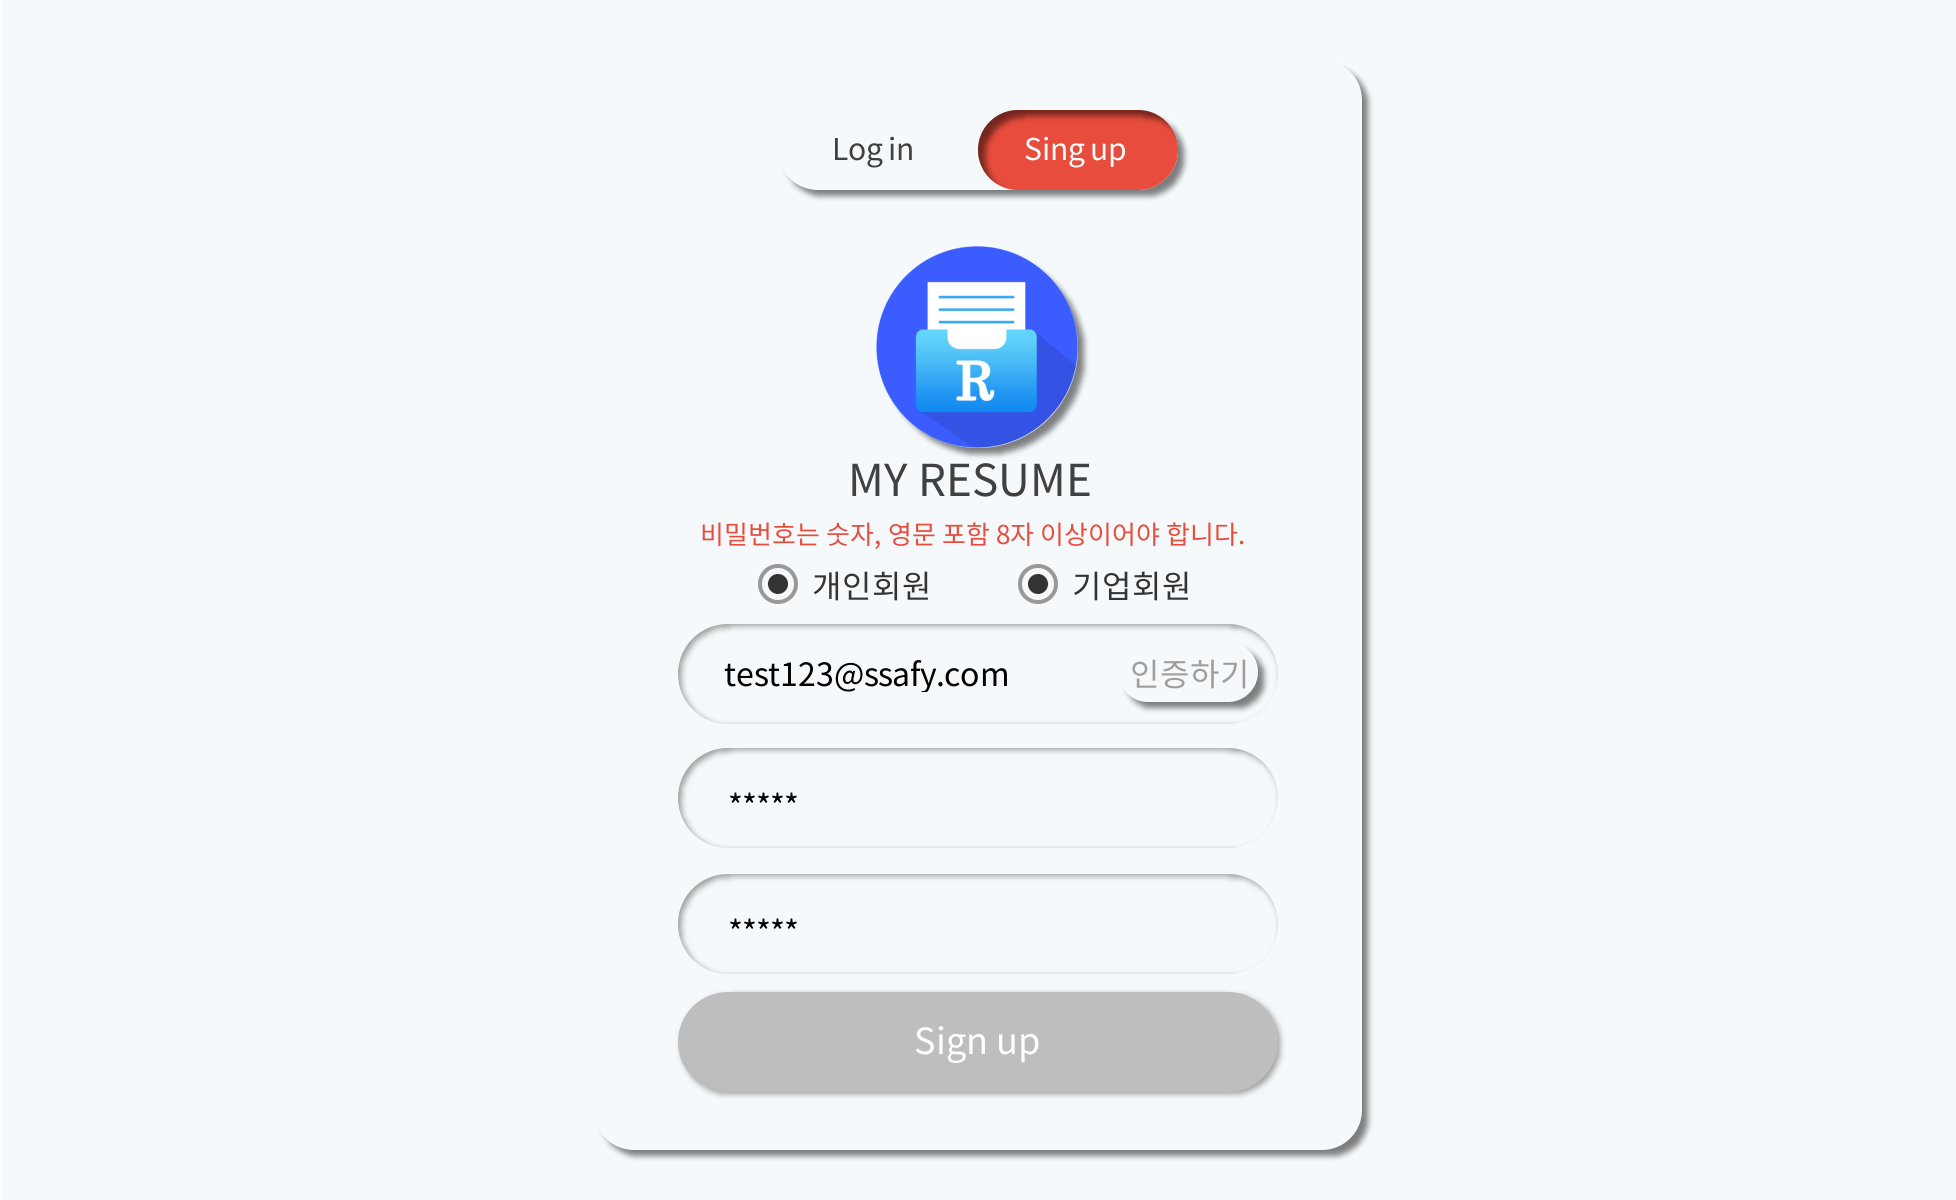 Log in
Sing up
R
MY RESUME
비밀번호는 숫자, 영문 포함 8자 이상이어야 합니다.
개인회원
기업회원
test123@ssafy.com
인증하기
*****
*****
Sign up